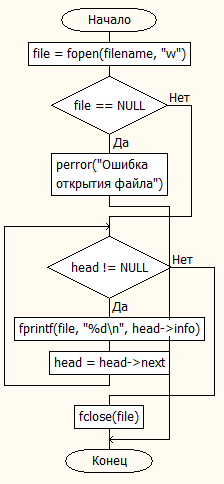 Начало
file = fopen(filename, "w")
file == NULL
Нет
Да
perror("Ошибка
открытия файла")
head != NULL
Нет
Да
fprintf(file, "%d\n", head->info)
head = head->next
fclose(file)
Конец